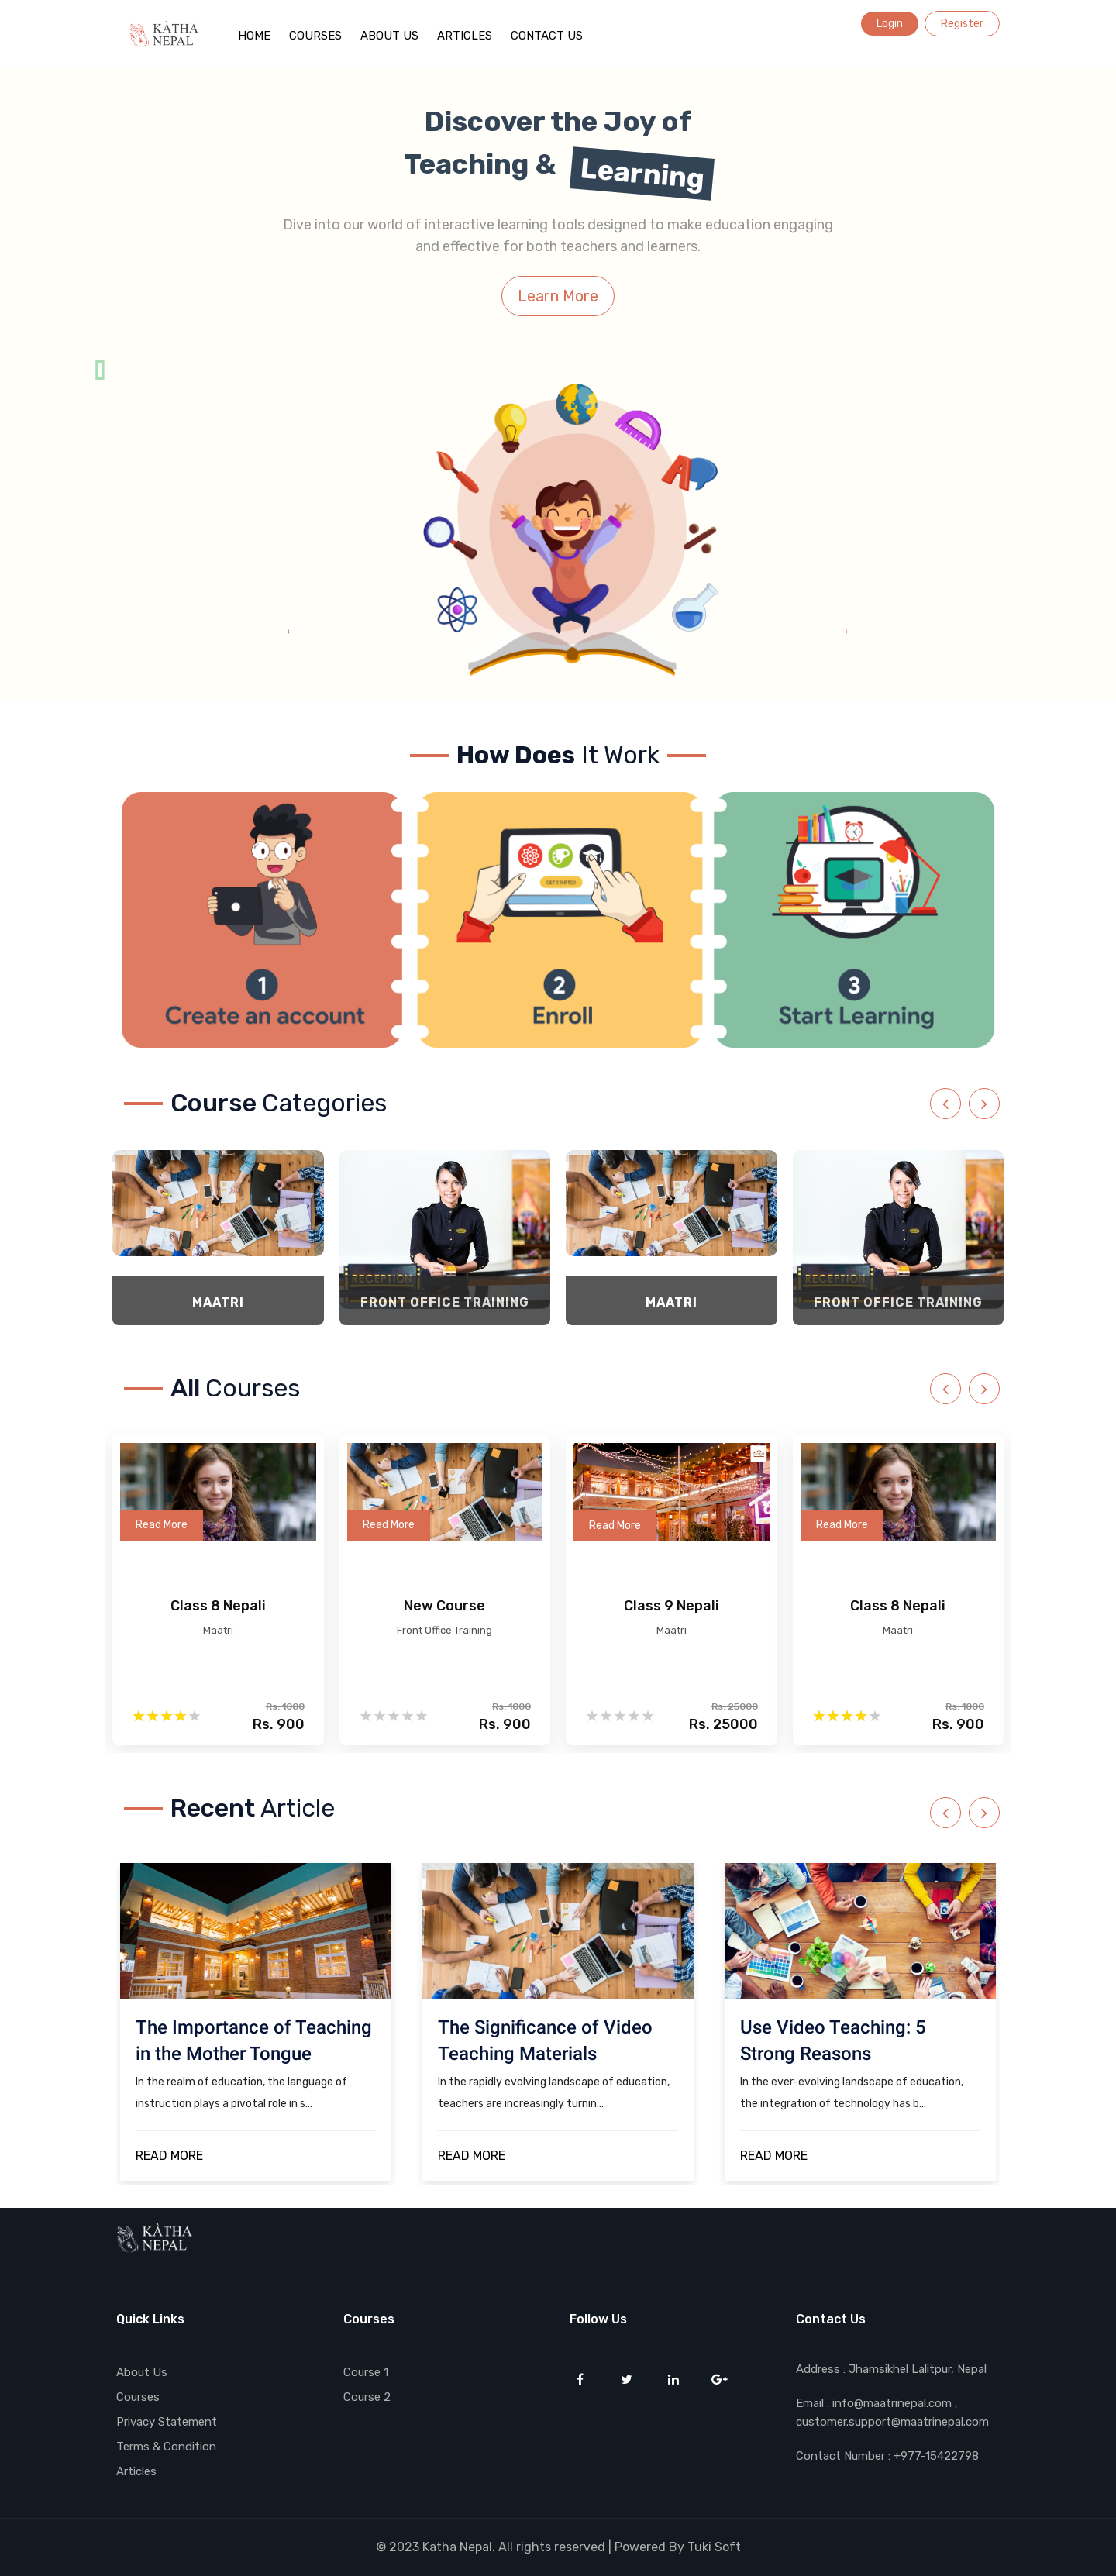 KÀTHA
NEPAL
HOME COURSES ABOUT US ARTICLES CONTACT US
Login Register
Discover the Joy of
Teaching & Learning
Dive into our world of interactive learning tools designed to make education engaging
and effective for both teachers and learners.
Learn More
How Does It Work
GET STARTED
1
Create an account
2
Enroll
3
Start Learning
Course Categories
MAATRI
RECEPTION
FRONT OFFICE TRAINING
MAATRI
RECEPTION
FRONT OFFICE TRAINING
All Courses
Read More
Class 8 Nepali
Maatri
Rs. 1000
Rs. 900
Read More
New Course
Front Office Training
Rs. 1000
Rs. 900
Read More
Class 9 Nepali
Maatri
Rs. 25000
Rs. 25000
Read More
Class 8 Nepali
Maatri
Rs. 1000
Rs. 900
Recent Article
The Importance of Teaching
in the Mother Tongue
In the realm of education, the language of
instruction plays a pivotal role in s...
READ MORE
The Significance of Video
Teaching Materials
In the rapidly evolving landscape of education,
teachers are increasingly turnin...
READ MORE
Use Video Teaching: 5
Strong Reasons
In the ever-evolving landscape of education,
the integration of technology has b...
READ MORE
KÀTHA
NEPAL
Quick Links
About Us
Courses
Privacy Statement
Terms & Condition
Articles
Courses
Course 1
Course 2
Follow Us
Contact Us
Address : Jhamsikhel Lalitpur, Nepal
Email : info@maatrinepal.com ,
customer.support@maatrinepal.com
Contact Number : +977-15422798
© 2023 Katha Nepal. All rights reserved | Powered By Tuki Soft